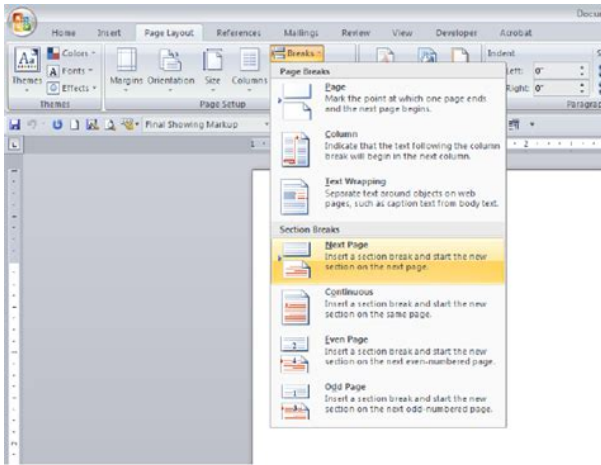 Docu
Home Insert Page Layout References Mailings Review View Developer Acrobat
Colors
Fonts
Effects
Themes
Margins Orientation Size Columns
Breaks
Indent
Left: 0"
Right: 0"
Themes
Page Setup
Paragrap
Final Showing Markup
Page Breaks
Page
Mark the point at which one page ends
and the next page begins.
Column
Indicate that the text following the column
break will begin in the next column.
Text Wrapping
Separate text around objects on web
pages, such as caption text from body text.
Section Breaks
Next Page
Insert a section break and start the new
section on the next page.
Continuous
Insert a section break and start the new
section on the same page.
Even Page
Insert a section break and start the new
section on the next even-numbered page.
Odd Page
Insert a section break and start the new
section on the next odd-numbered page.